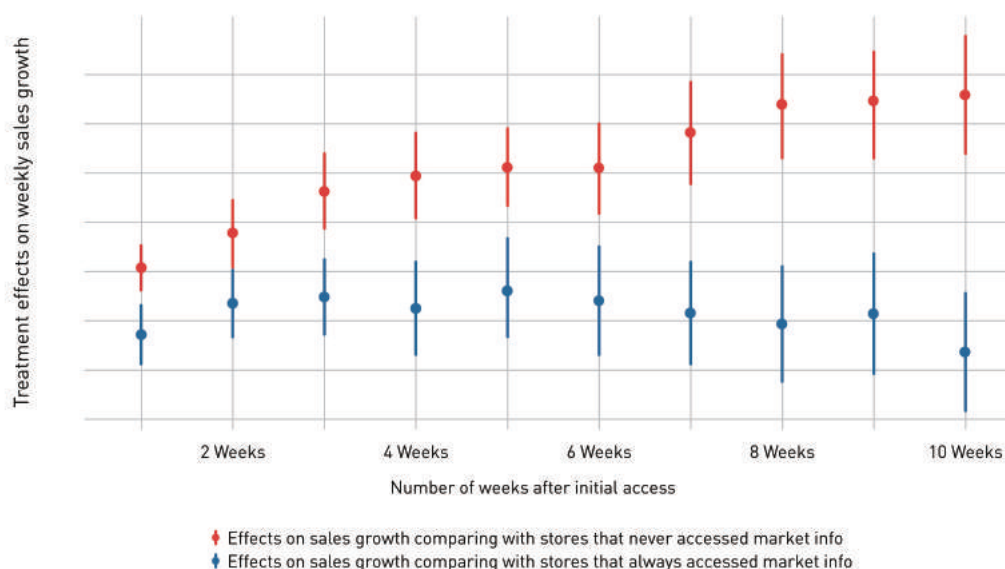 Treatment effects on weekly sales growth
2 Weeks
4 Weeks
6 Weeks
8 Weeks
10 Weeks
Number of weeks after initial access
Effects on sales growth comparing with stores that never accessed market info
Effects on sales growth comparing with stores that always accessed market info